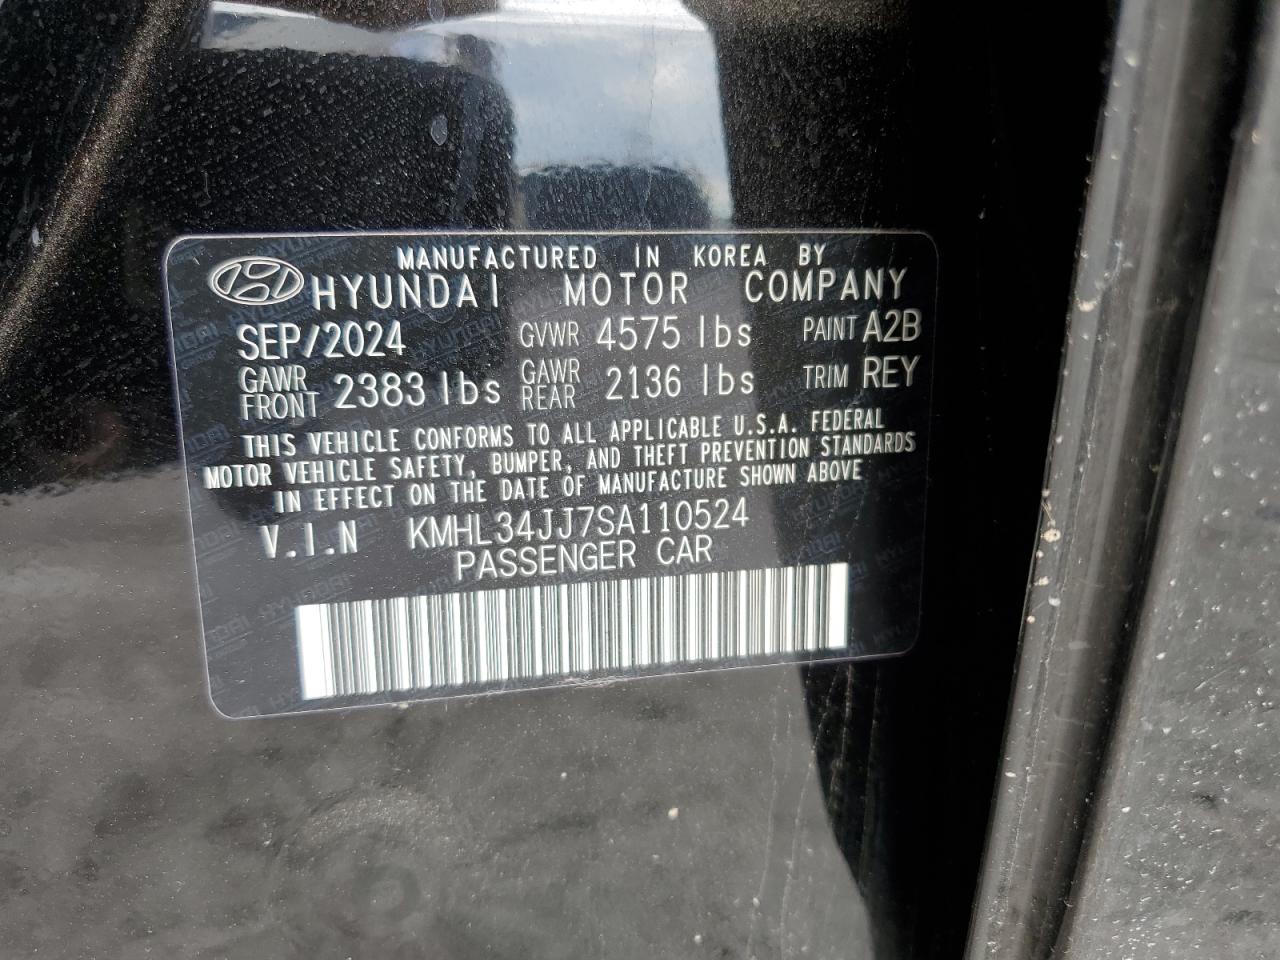 MANUFACTURED IN KOREA BY
HYUNDAI MOTOR COMPANY
SEP/2024 GVWR 4575 lbs PAINT A2B
GAWR FRONT 2383 lbs GAWR REAR 2136 lbs TRIM REY
THIS VEHICLE CONFORMS TO ALL APPLICABLE U.S.A. FEDERAL
MOTOR VEHICLE SAFETY, BUMPER, AND THEFT PREVENTION STANDARDS
IN EFFECT ON THE DATE OF MANUFACTURE SHOWN ABOVE
V.I.N KMHL34JJ7SA110524
PASSENGER CAR